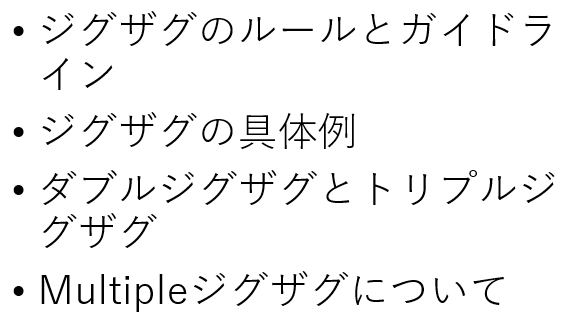 • ジグザグのルールとガイドラ
イン
• ジグザグの具体例
• ダブルジグザグとトリプルジ
グザグ
• Multipleジグザグについて